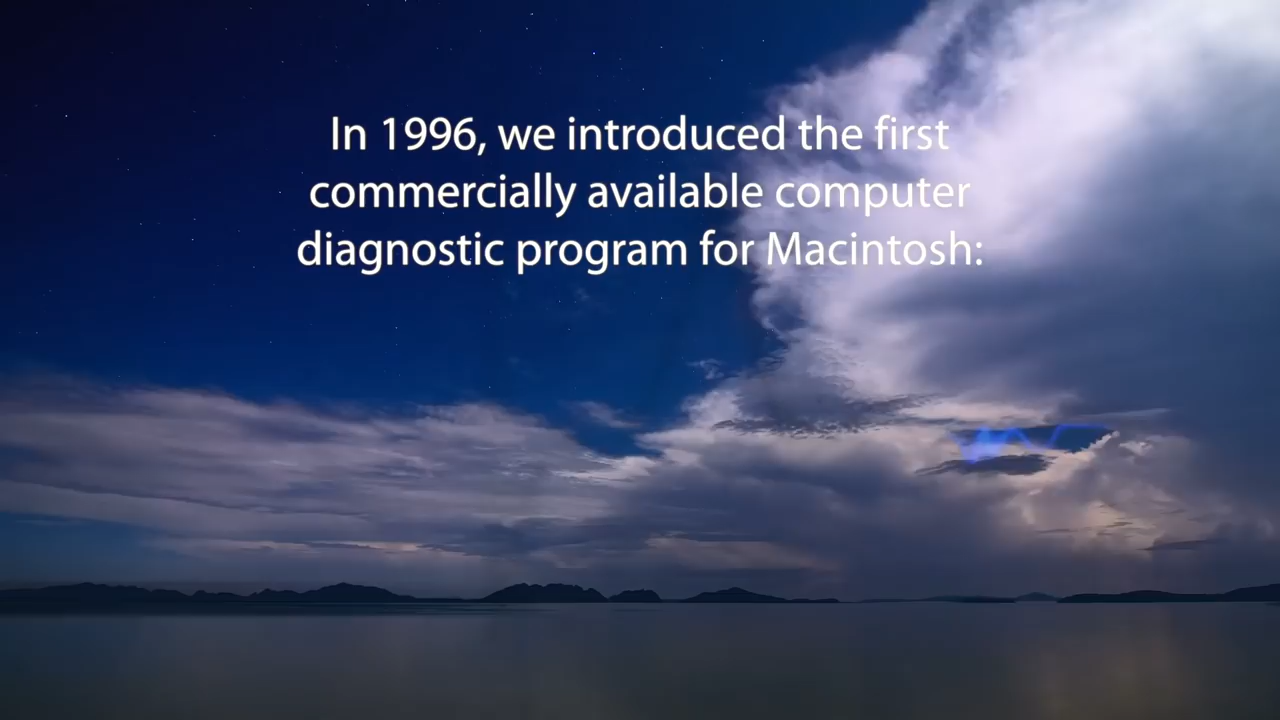 In 1996, we introduced the first
commercially available computer
diagnostic program for Macintosh: